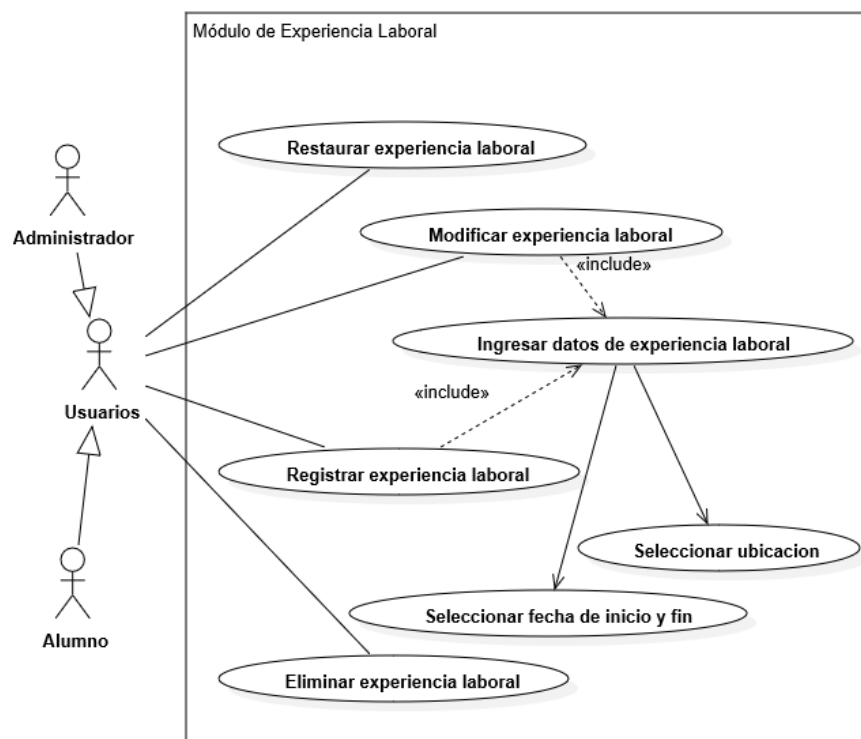 Módulo de Experiencia Laboral
Restaurar experiencia laboral
Administrador
Modificar experiencia laboral
«include»
Ingresar datos de experiencia laboral
Usuarios
«include»
Registrar experiencia laboral
Seleccionar ubicacion
Seleccionar fecha de inicio y fin
Alumno
Eliminar experiencia laboral